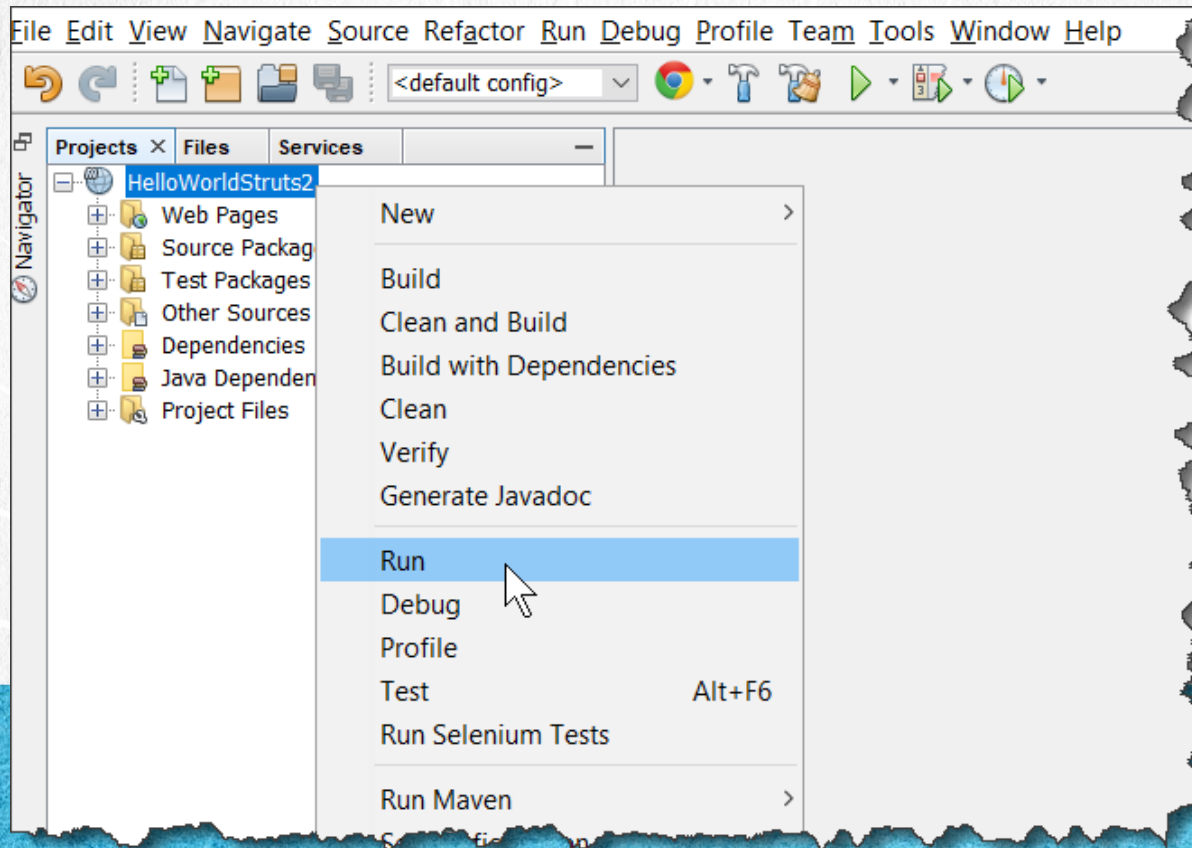 File Edit View Navigate Source Refactor Run Debug Profile Team Tools Window Help
<default config>
Projects Files Services
Navigator
HelloWorldStruts2
Web Pages
Source Packag
Test Packages
Other Sources
Dependencies
Java Dependen
Project Files
New
Build
Clean and Build
Build with Dependencies
Clean
Verify
Generate Javadoc
Run
Debug
Profile
Test Alt+F6
Run Selenium Tests
Run Maven